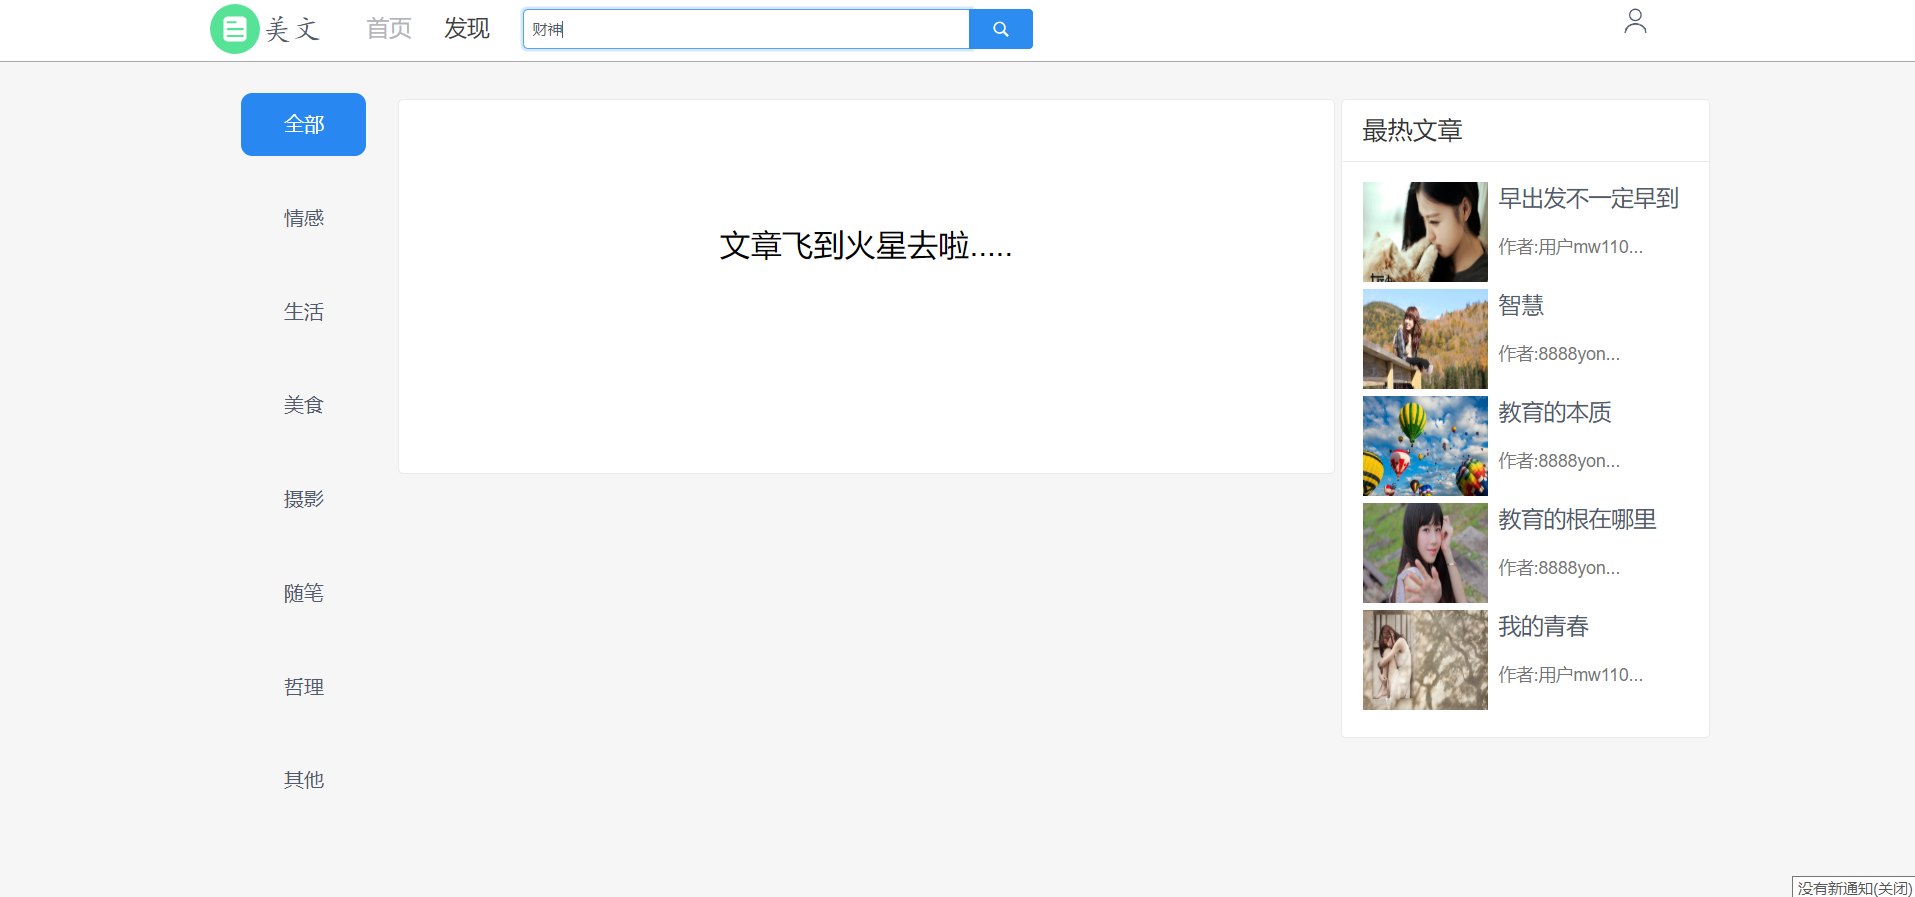 美文
首页
发现
财神
全部
情感
生活
美食
摄影
随笔
哲理
其他
文章飞到火星去啦.....
最热文章
早出发不一定早到
作者:用户mw110...
智慧
作者:8888yon...
教育的本质
作者:8888yon...
教育的根在哪里
作者:8888yon...
我的青春
作者:用户mw110...
没有新通知(关闭)